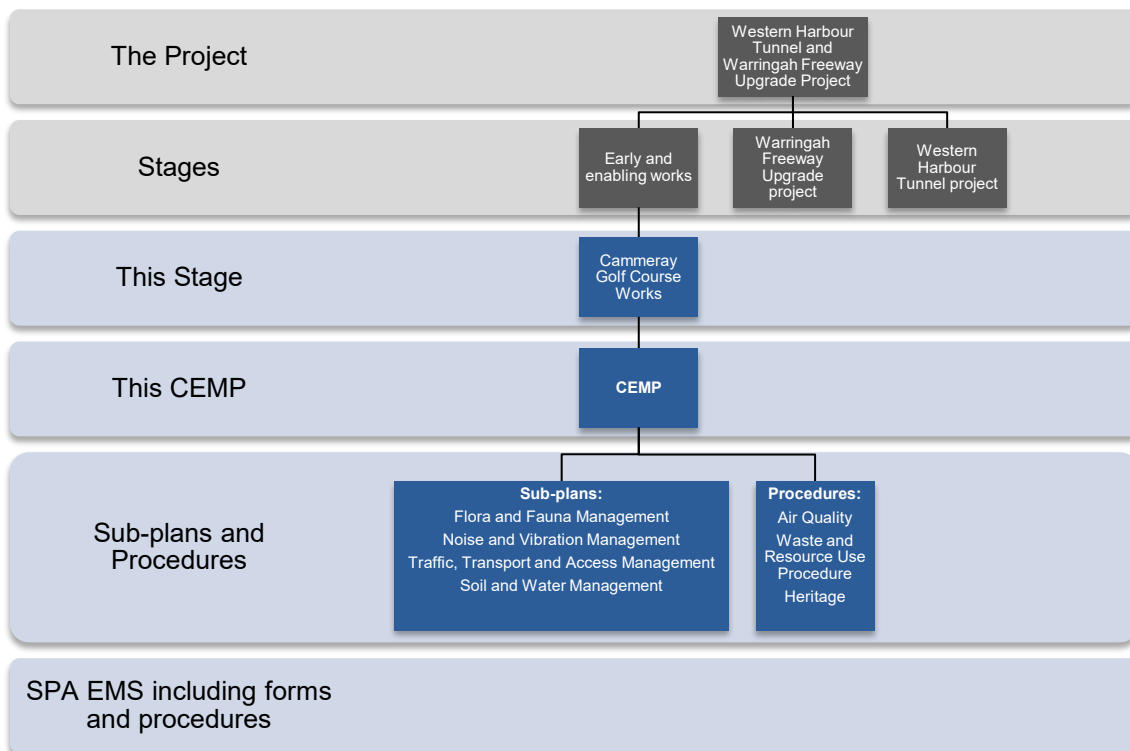 The Project
Western Harbour
Tunnel and
Warringah Freeway
Upgrade Project
Stages
Early and
enabling works
Warringah
Freeway
Upgrade
project
Western
Harbour
Tunnel project
This Stage
Cammeray
Golf Course
Works
This CEMP
CEMP
Sub-plans and
Procedures
Sub-plans:
Flora and Fauna Management
Noise and Vibration Management
Traffic, Transport and Access Management
Soil and Water Management
Procedures:
Air Quality
Waste and
Resource Use
Procedure
Heritage
SPA EMS including forms
and procedures